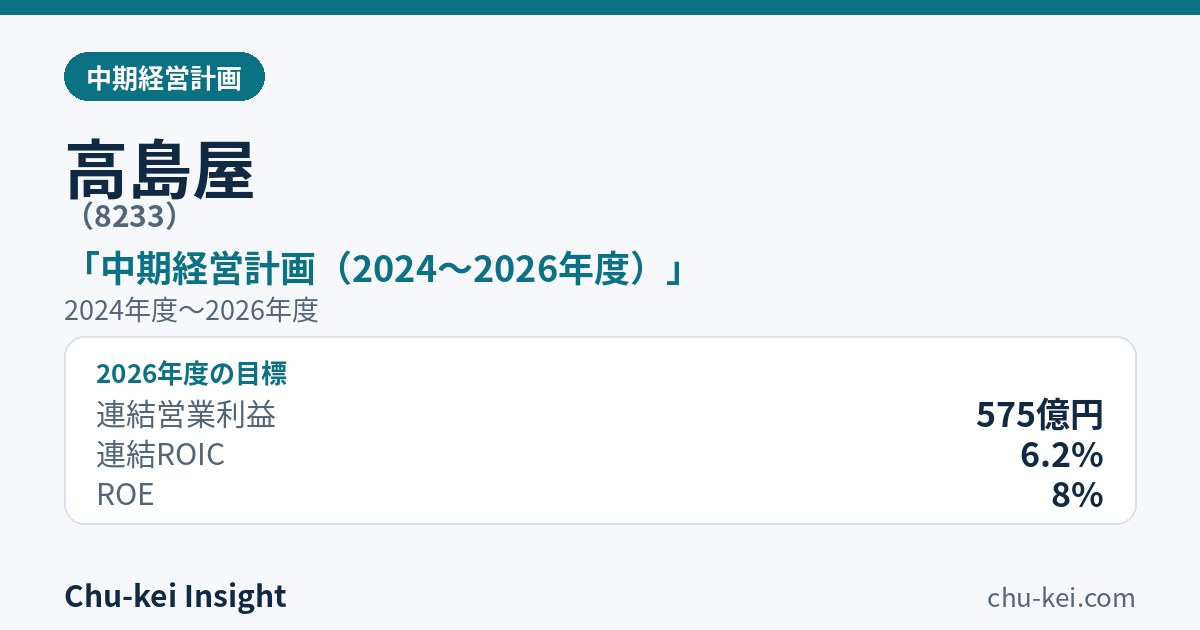 中期経営計画
高島屋
（8233）
「中期経営計画（2024〜2026年度）」
2024年度〜2026年度
2026年度の目標
連結営業利益 575億円
連結ROIC 6.2%
ROE 8%
Chu-kei Insight chu-kei.com